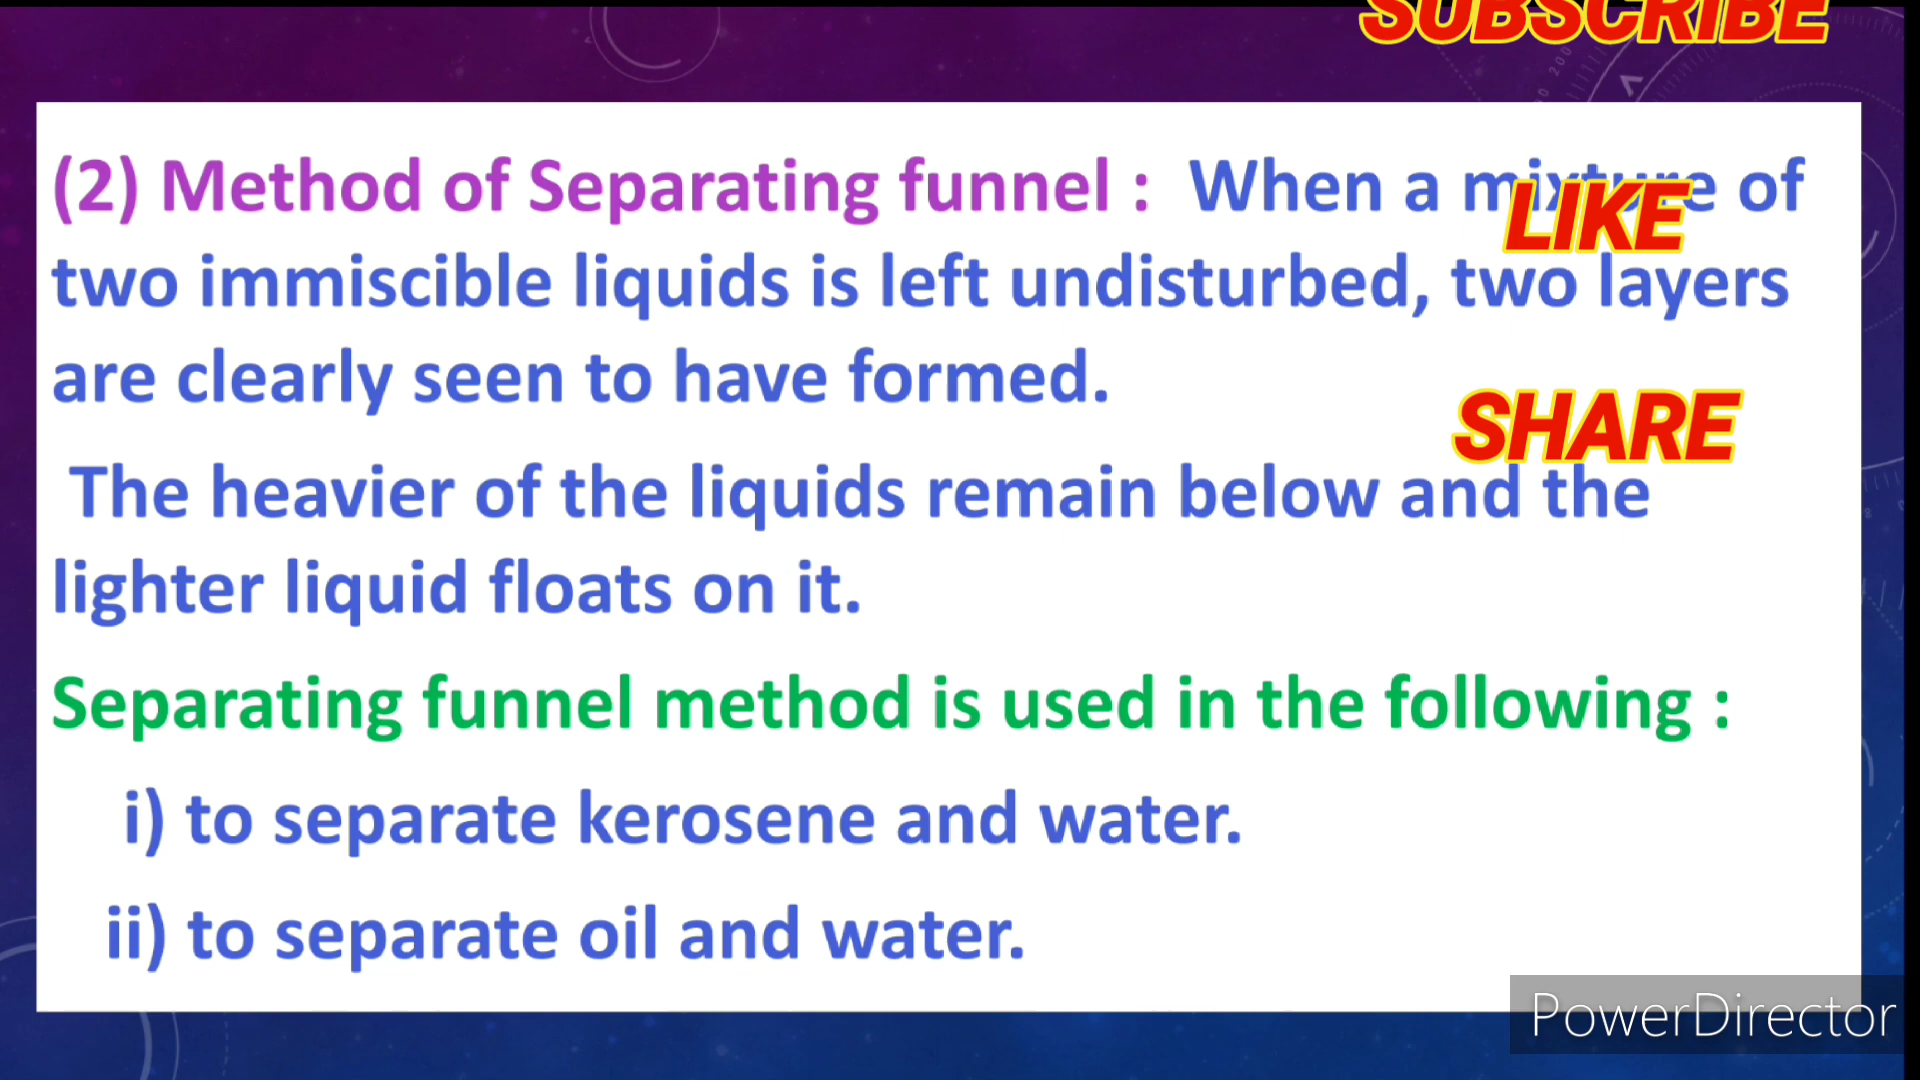 SUBSCRIBE
(2) Method of Separating funnel : When a mixture of
LIKE
two immiscible liquids is left undisturbed, two layers
are clearly seen to have formed.
SHARE
The heavier of the liquids remain below and the
lighter liquid floats on it.
Separating funnel method is used in the following :
i) to separate kerosene and water.
ii) to separate oil and water.
PowerDirector